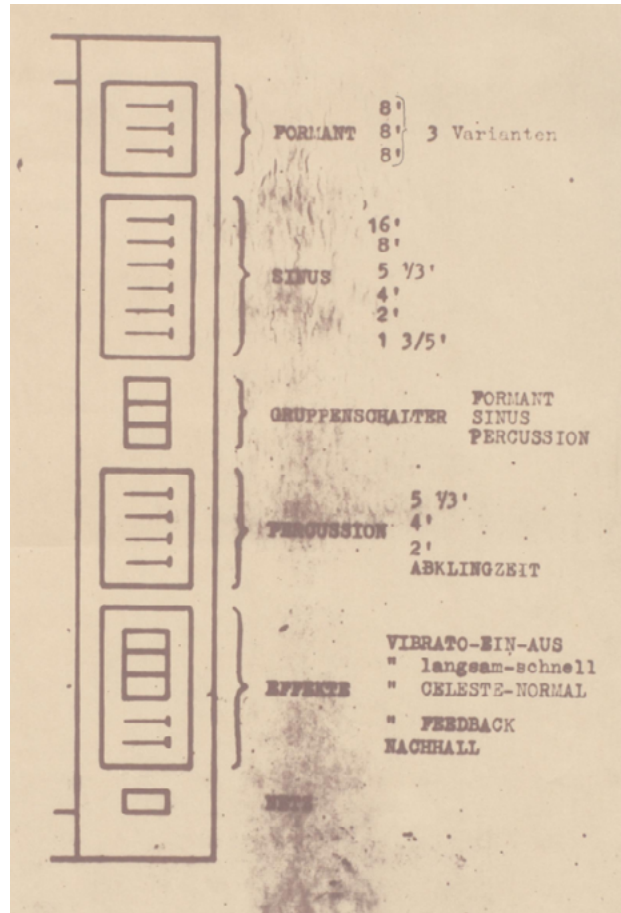 8'
FORMANT 8' 3 Varianten
8'
16'
8'
SINUS 5 1/3'
4'
2'
1 3/5'
FORMANT
GRUPPENSCHALTER SINUS
PERCUSSION
5 1/3'
4'
PERCUSSION
2'
ABKLINGZEIT
VIBRATO-EIN-AUS
" langsam-schnell
EFFEKTE " CELESTE-NORMAL
" FEEDBACK
NACHHALL
NETZ